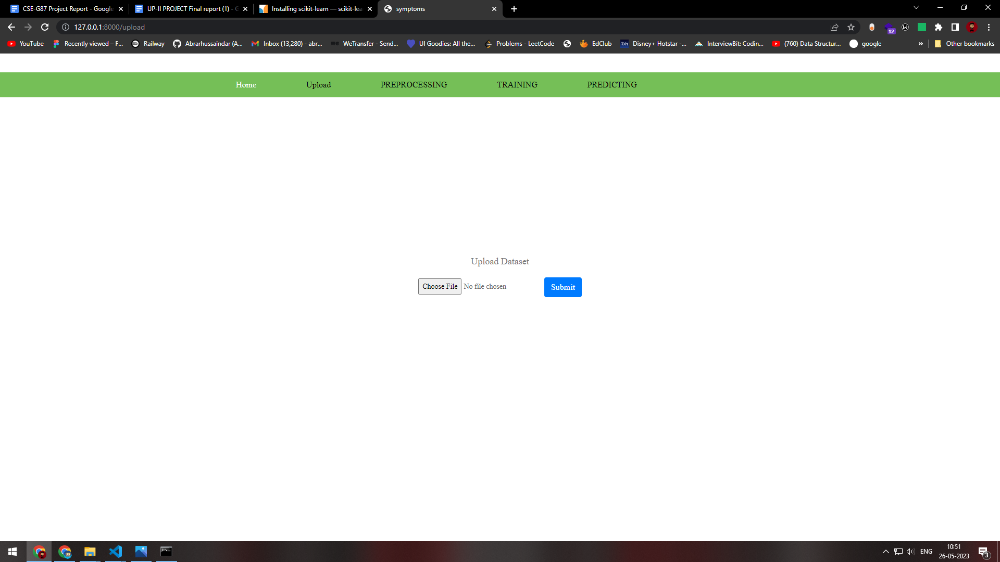 CSE-G87 Project Report - Google
UP-II PROJECT Final report (1) - G
Installing scikit-learn — scikit-lea
symptoms
127.0.0.1:8000/upload
12
YouTube
Recently viewed – F...
Railway
Abrarhussaindar (A...
Inbox (13,280) - abr...
WeTransfer - Send...
UI Goodies: All the...
Problems - LeetCode
EdClub
Disney+ Hotstar -...
InterviewBit: Codin...
(760) Data Structur...
google
»
Other bookmarks
Home
Upload
PREPROCESSING
TRAINING
PREDICTING
Upload Dataset
Choose File No file chosen
Submit
ENG
10:51
26-05-2023
3